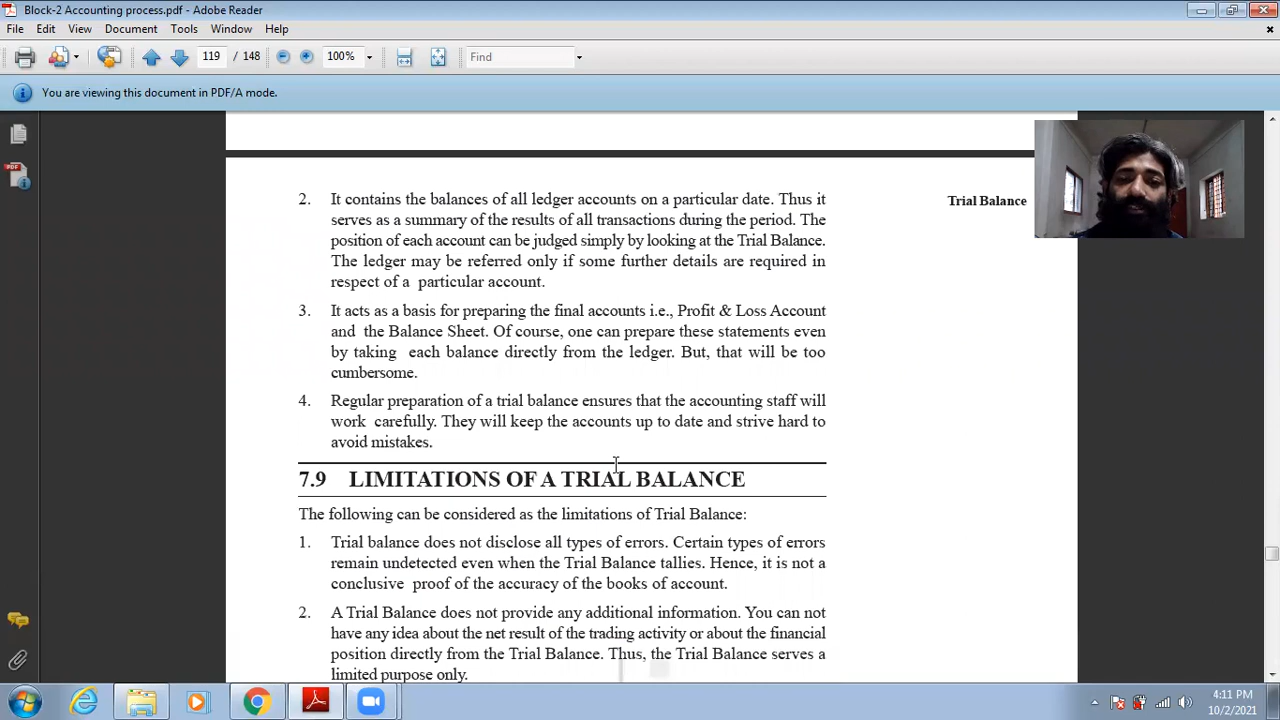 Block-2 Accounting process.pdf - Adobe Reader
File Edit View Document Tools Window Help
119 / 148 100% Find
You are viewing this document in PDF/A mode.
2. It contains the balances of all ledger accounts on a particular date. Thus it
serves as a summary of the results of all transactions during the period. The
position of each account can be judged simply by looking at the Trial Balance.
The ledger may be referred only if some further details are required in
respect of a particular account.
Trial Balance
3. It acts as a basis for preparing the final accounts i.e., Profit & Loss Account
and the Balance Sheet. Of course, one can prepare these statements even
by taking each balance directly from the ledger. But, that will be too
cumbersome.
4. Regular preparation of a trial balance ensures that the accounting staff will
work carefully. They will keep the accounts up to date and strive hard to
avoid mistakes.
7.9 LIMITATIONS OF A TRIAL BALANCE
The following can be considered as the limitations of Trial Balance:
1. Trial balance does not disclose all types of errors. Certain types of errors
remain undetected even when the Trial Balance tallies. Hence, it is not a
conclusive proof of the accuracy of the books of account.
2. A Trial Balance does not provide any additional information. You can not
have any idea about the net result of the trading activity or about the financial
position directly from the Trial Balance. Thus, the Trial Balance serves a
limited purpose only.
4:11 PM
10/2/2021